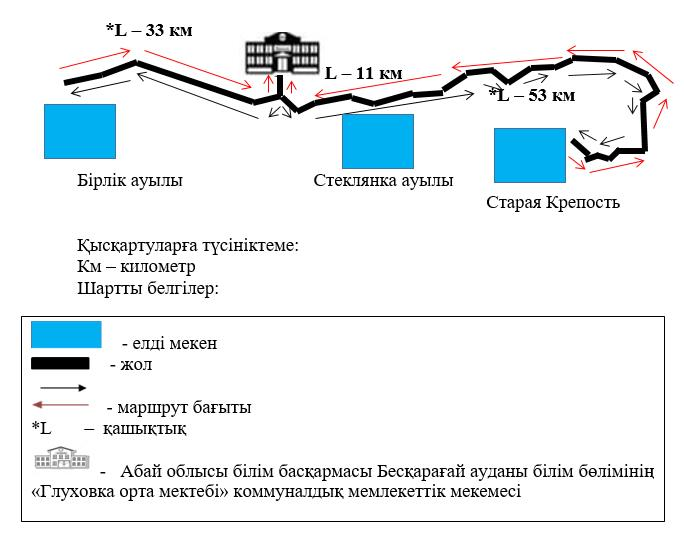 *L – 33 км
L – 11 км
*L – 53 км
Бірлік ауылы
Стеклянка ауылы
Старая Крепость
Қысқартуларға түсініктеме:
Км – километр
Шартты белгілер:
- елді мекен
- жол
- маршрут бағыты
*L – қашықтық
- Абай облысы білім басқармасы Бесқарағай ауданы білім бөлімінің
«Глуховка орта мектебі» коммуналдық мемлекеттік мекемесі